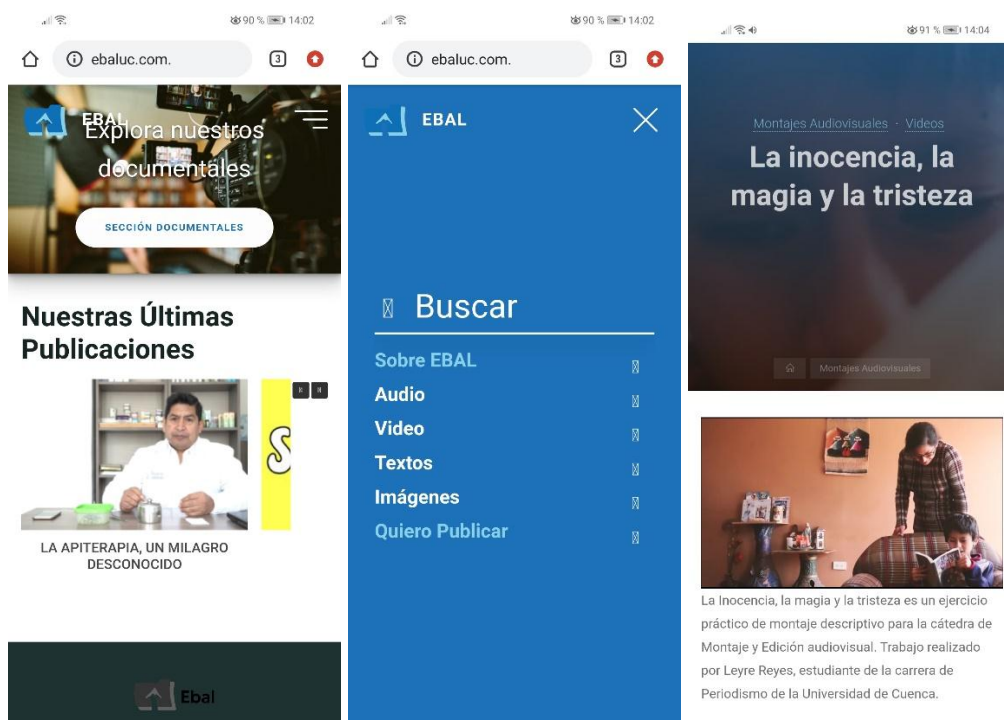 90 % 14:02
ebaluc.com.
3
EBAL
Explora nuestros
documentales
SECCIÓN DOCUMENTALES
Nuestras Últimas
Publicaciones
S
LA APITERAPIA, UN MILAGRO
DESCONOCIDO
Ebal
90 % 14:02
ebaluc.com.
3
EBAL
Buscar
Sobre EBAL
Audio
Video
Textos
Imágenes
Quiero Publicar
91 % 14:04
Montajes Audiovisuales · Videos
La inocencia, la
magia y la tristeza
Montajes Audiovisuales
La Inocencia, la magia y la tristeza es un ejercicio
práctico de montaje descriptivo para la cátedra de
Montaje y Edición audiovisual. Trabajo realizado
por Leyre Reyes, estudiante de la carrera de
Periodismo de la Universidad de Cuenca.